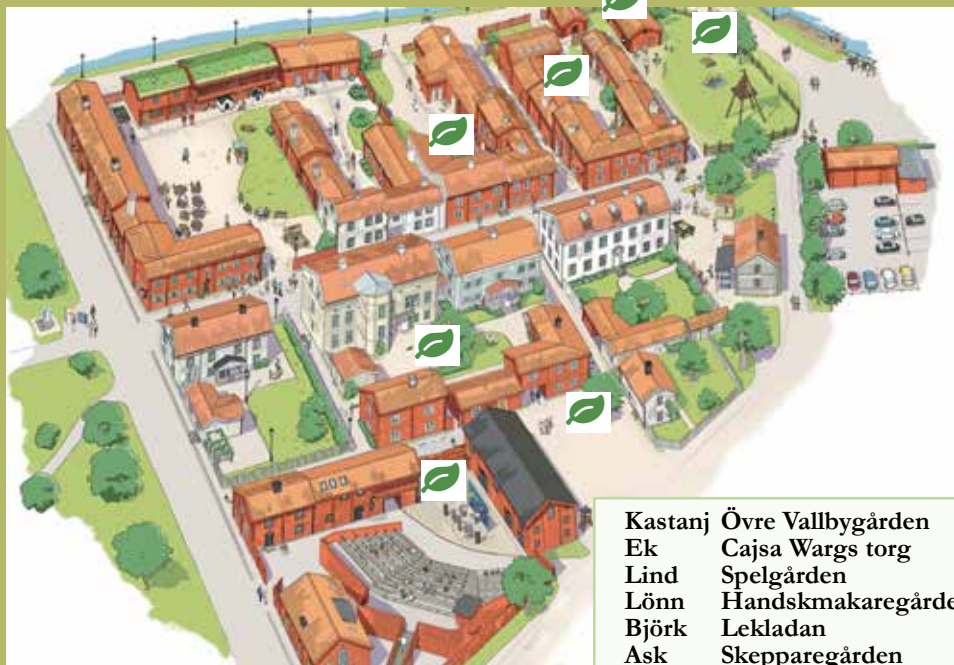 Kastanj Övre Vallbygården
Ek Cajsa Wargs torg
Lind Spelgården
Lönn Handskmakaregårde
Björk Lekladan
Ask Skepparegården